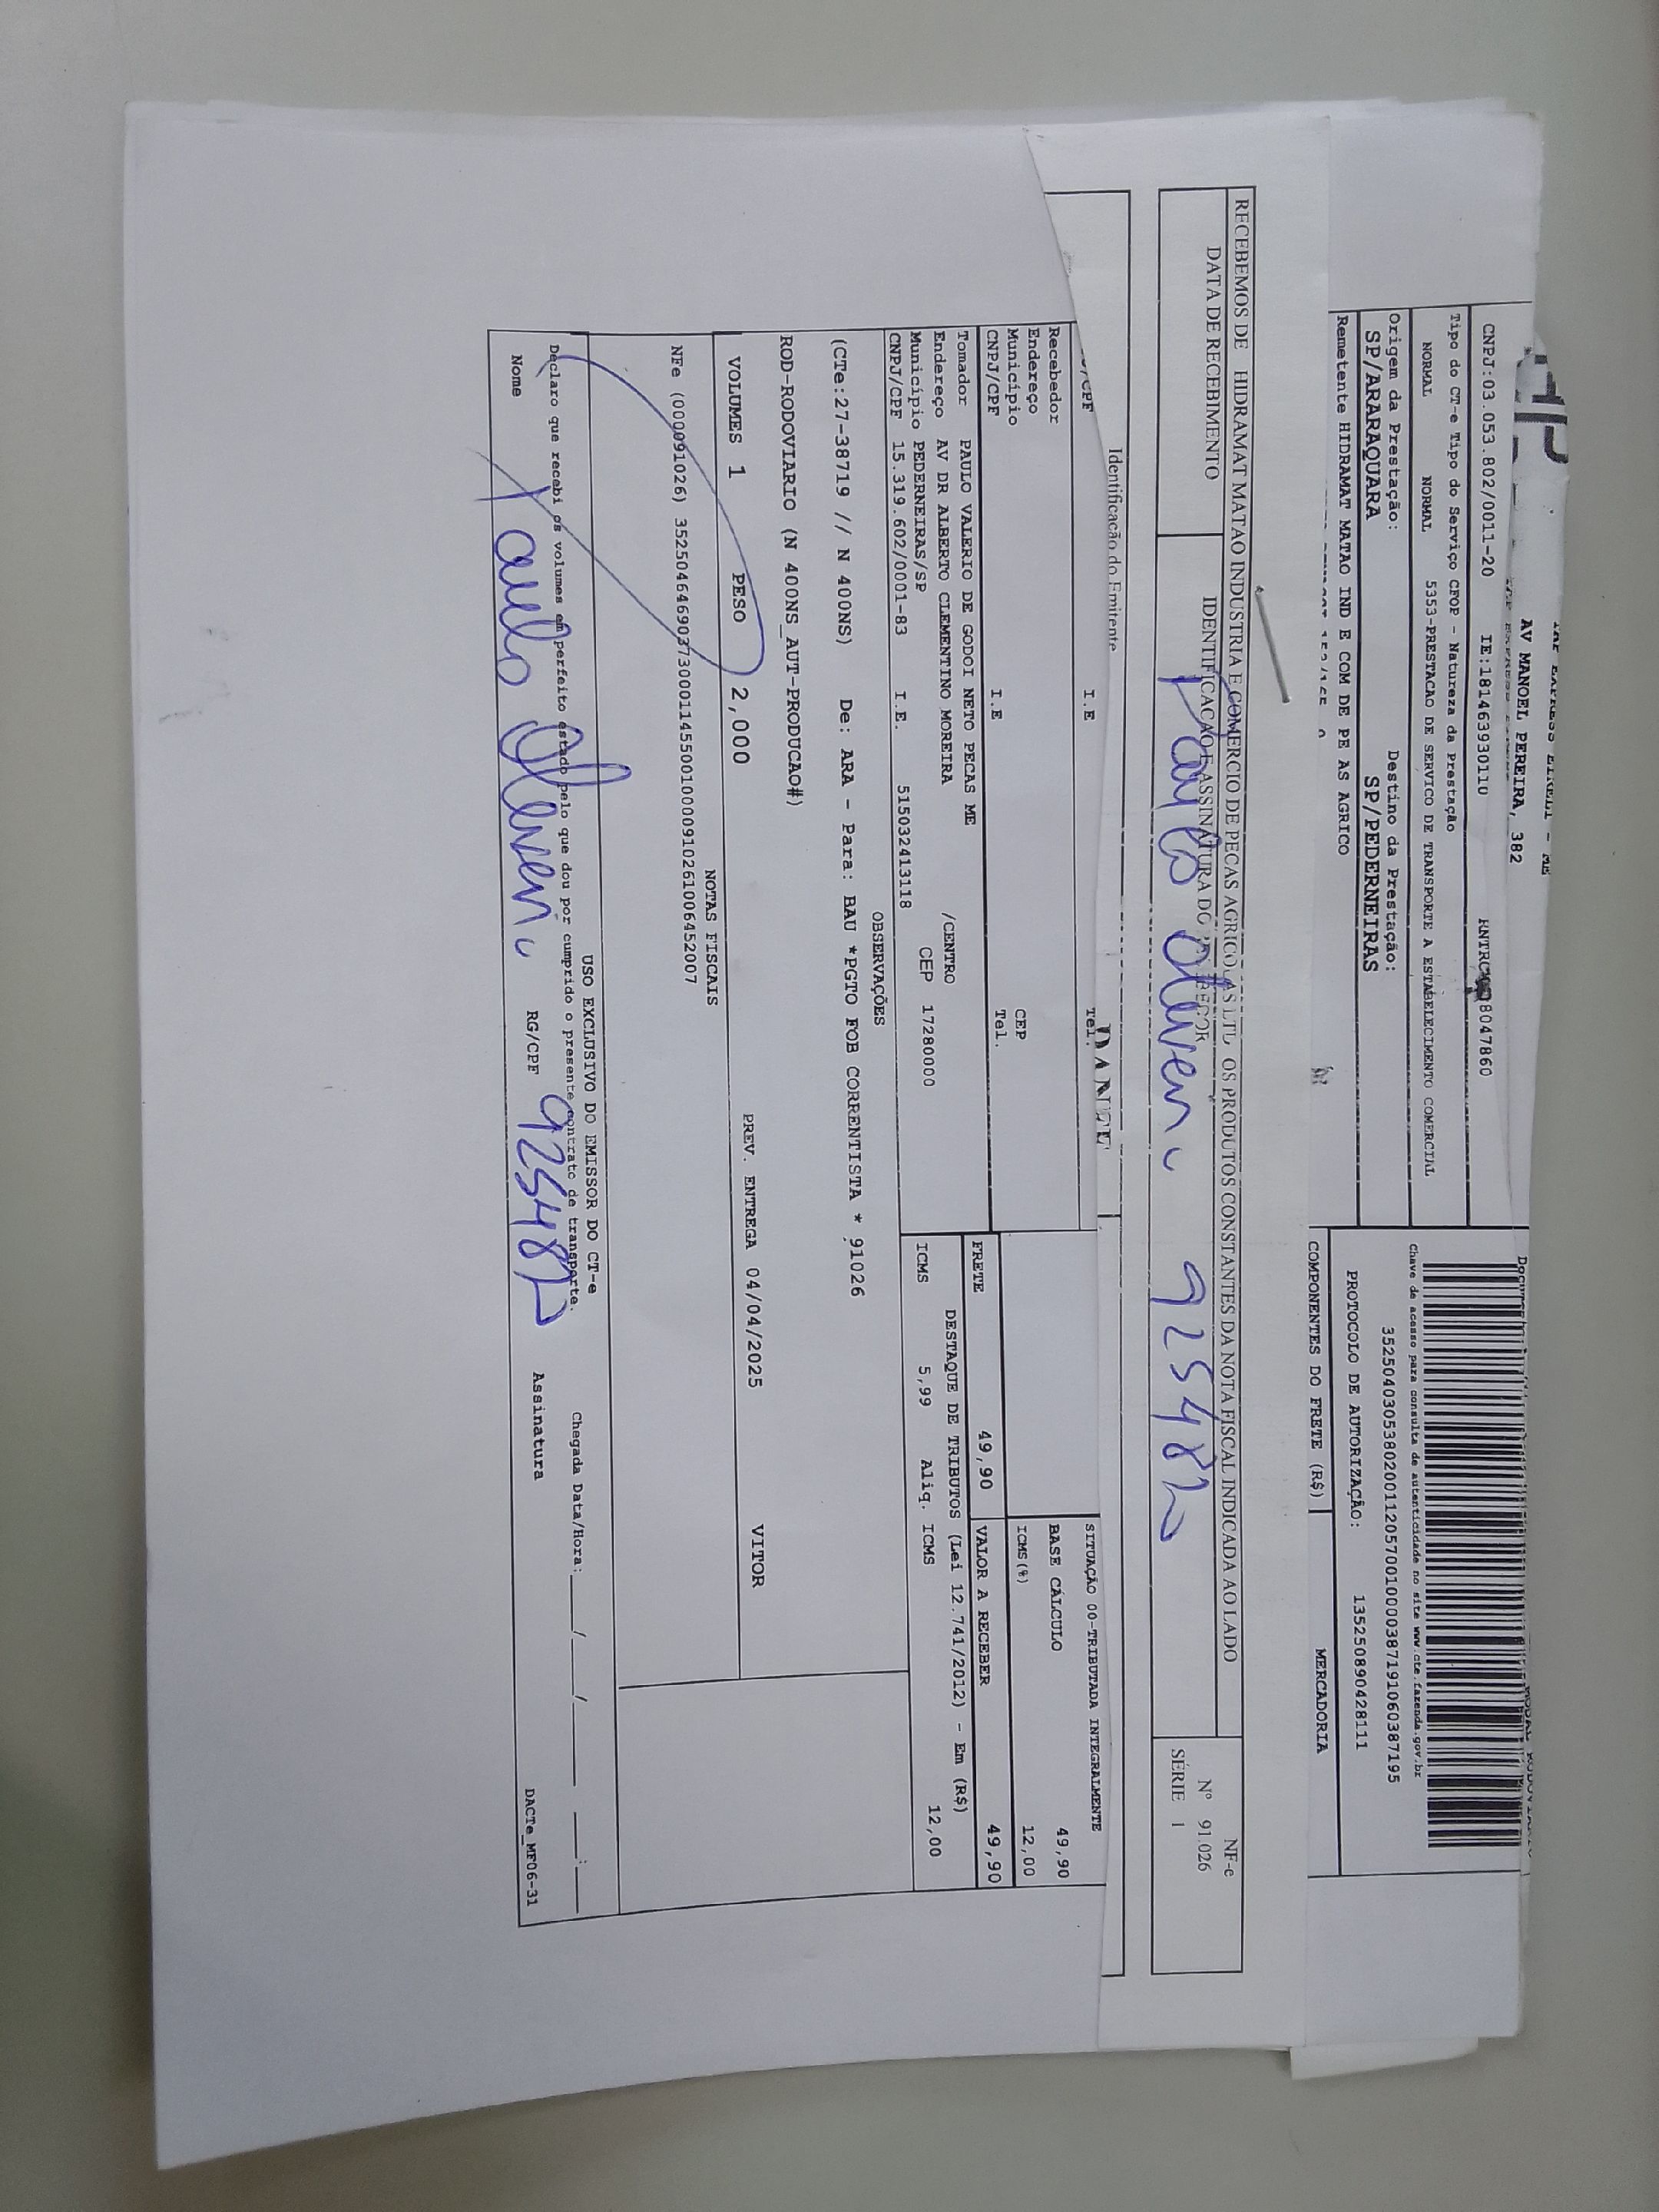 AV MANOEL PEREIRA, 382
CNPJ:03.053.802/0011-20 IE:181463930110
Tipo do CT-e Tipo do Serviço CFOP - Natureza da Prestação
NORMAL NORMAL 5353-PRESTACAO DE SERVICO DE TRANSPORTE A ESTABELECIMENTO COMERCIAL
Origem da Prestação: Destino da Prestação:
SP/ARARAQUARA SP/PEDERNEIRAS
Remetente HIDRAMAT MATAO IND E COM DE PE AS AGRICO
Chave de acesso para consulta de autenticidade no site www.cte.fazenda.gov.br
35250403053802001120570010000387191060387195
PROTOCOLO DE AUTORIZAÇÃO: 135250890428111
COMPONENTES DO FRETE (R$) MERCADORIA
RECEBEMOS DE HIDRAMAT MATAO INDUSTRIA E COMERCIO DE PECAS AGRICOLAS LTD OS PRODUTOS CONSTANTES DA NOTA FISCAL INDICADA AO LADO
DATA DE RECEBIMENTO
IDENTIFICAÇÃO E ASSINATURA DO RECEBEDOR
925482
NF-e
Nº 91.026
SÉRIE 1
Identificação do Emitente
DANFE
I.E Tel.
Recebedor
Endereço CEP
Município Tel.
CNPJ/CPF I.E
Tomador PAULO VALERIO DE GODOI NETO PECAS ME
Endereço AV DR ALBERTO CLEMENTINO MOREIRA /CENTRO
Município PEDERNEIRAS/SP CEP 17280000
CNPJ/CPF 15.319.602/0001-83 I.E. 515032413118
SITUAÇÃO 00-TRIBUTADA INTEGRALMENTE
BASE CÁLCULO 49,90
ICMS(%) 12,00
FRETE 49,90 VALOR A RECEBER 49,90
DESTAQUE DE TRIBUTOS (Lei 12.741/2012) - Em (R$)
ICMS 5,99 Aliq. ICMS 12,00
OBSERVAÇÕES
(CTe:27-38719 // N 400NS) De: ARA - Para: BAU *PGTO FOB CORRENTISTA * 91026
ROD-RODOVIARIO (N 400NS_AUT-PRODUCAO#)
VOLUMES 1 PESO 2,000 PREV. ENTREGA 04/04/2025 VITOR
NOTAS FISCAIS
NFe (000091026) 35250464690373000114550010000910261006452007
USO EXCLUSIVO DO EMISSOR DO CT-e
Declaro que recebi os volumes em perfeito estado pelo que dou por cumprido o presente contrato de transporte. Chegada Data/Hora:____/____/____ ____:____
Nome RG/CPF 925482 Assinatura
DACTe_MF06-31